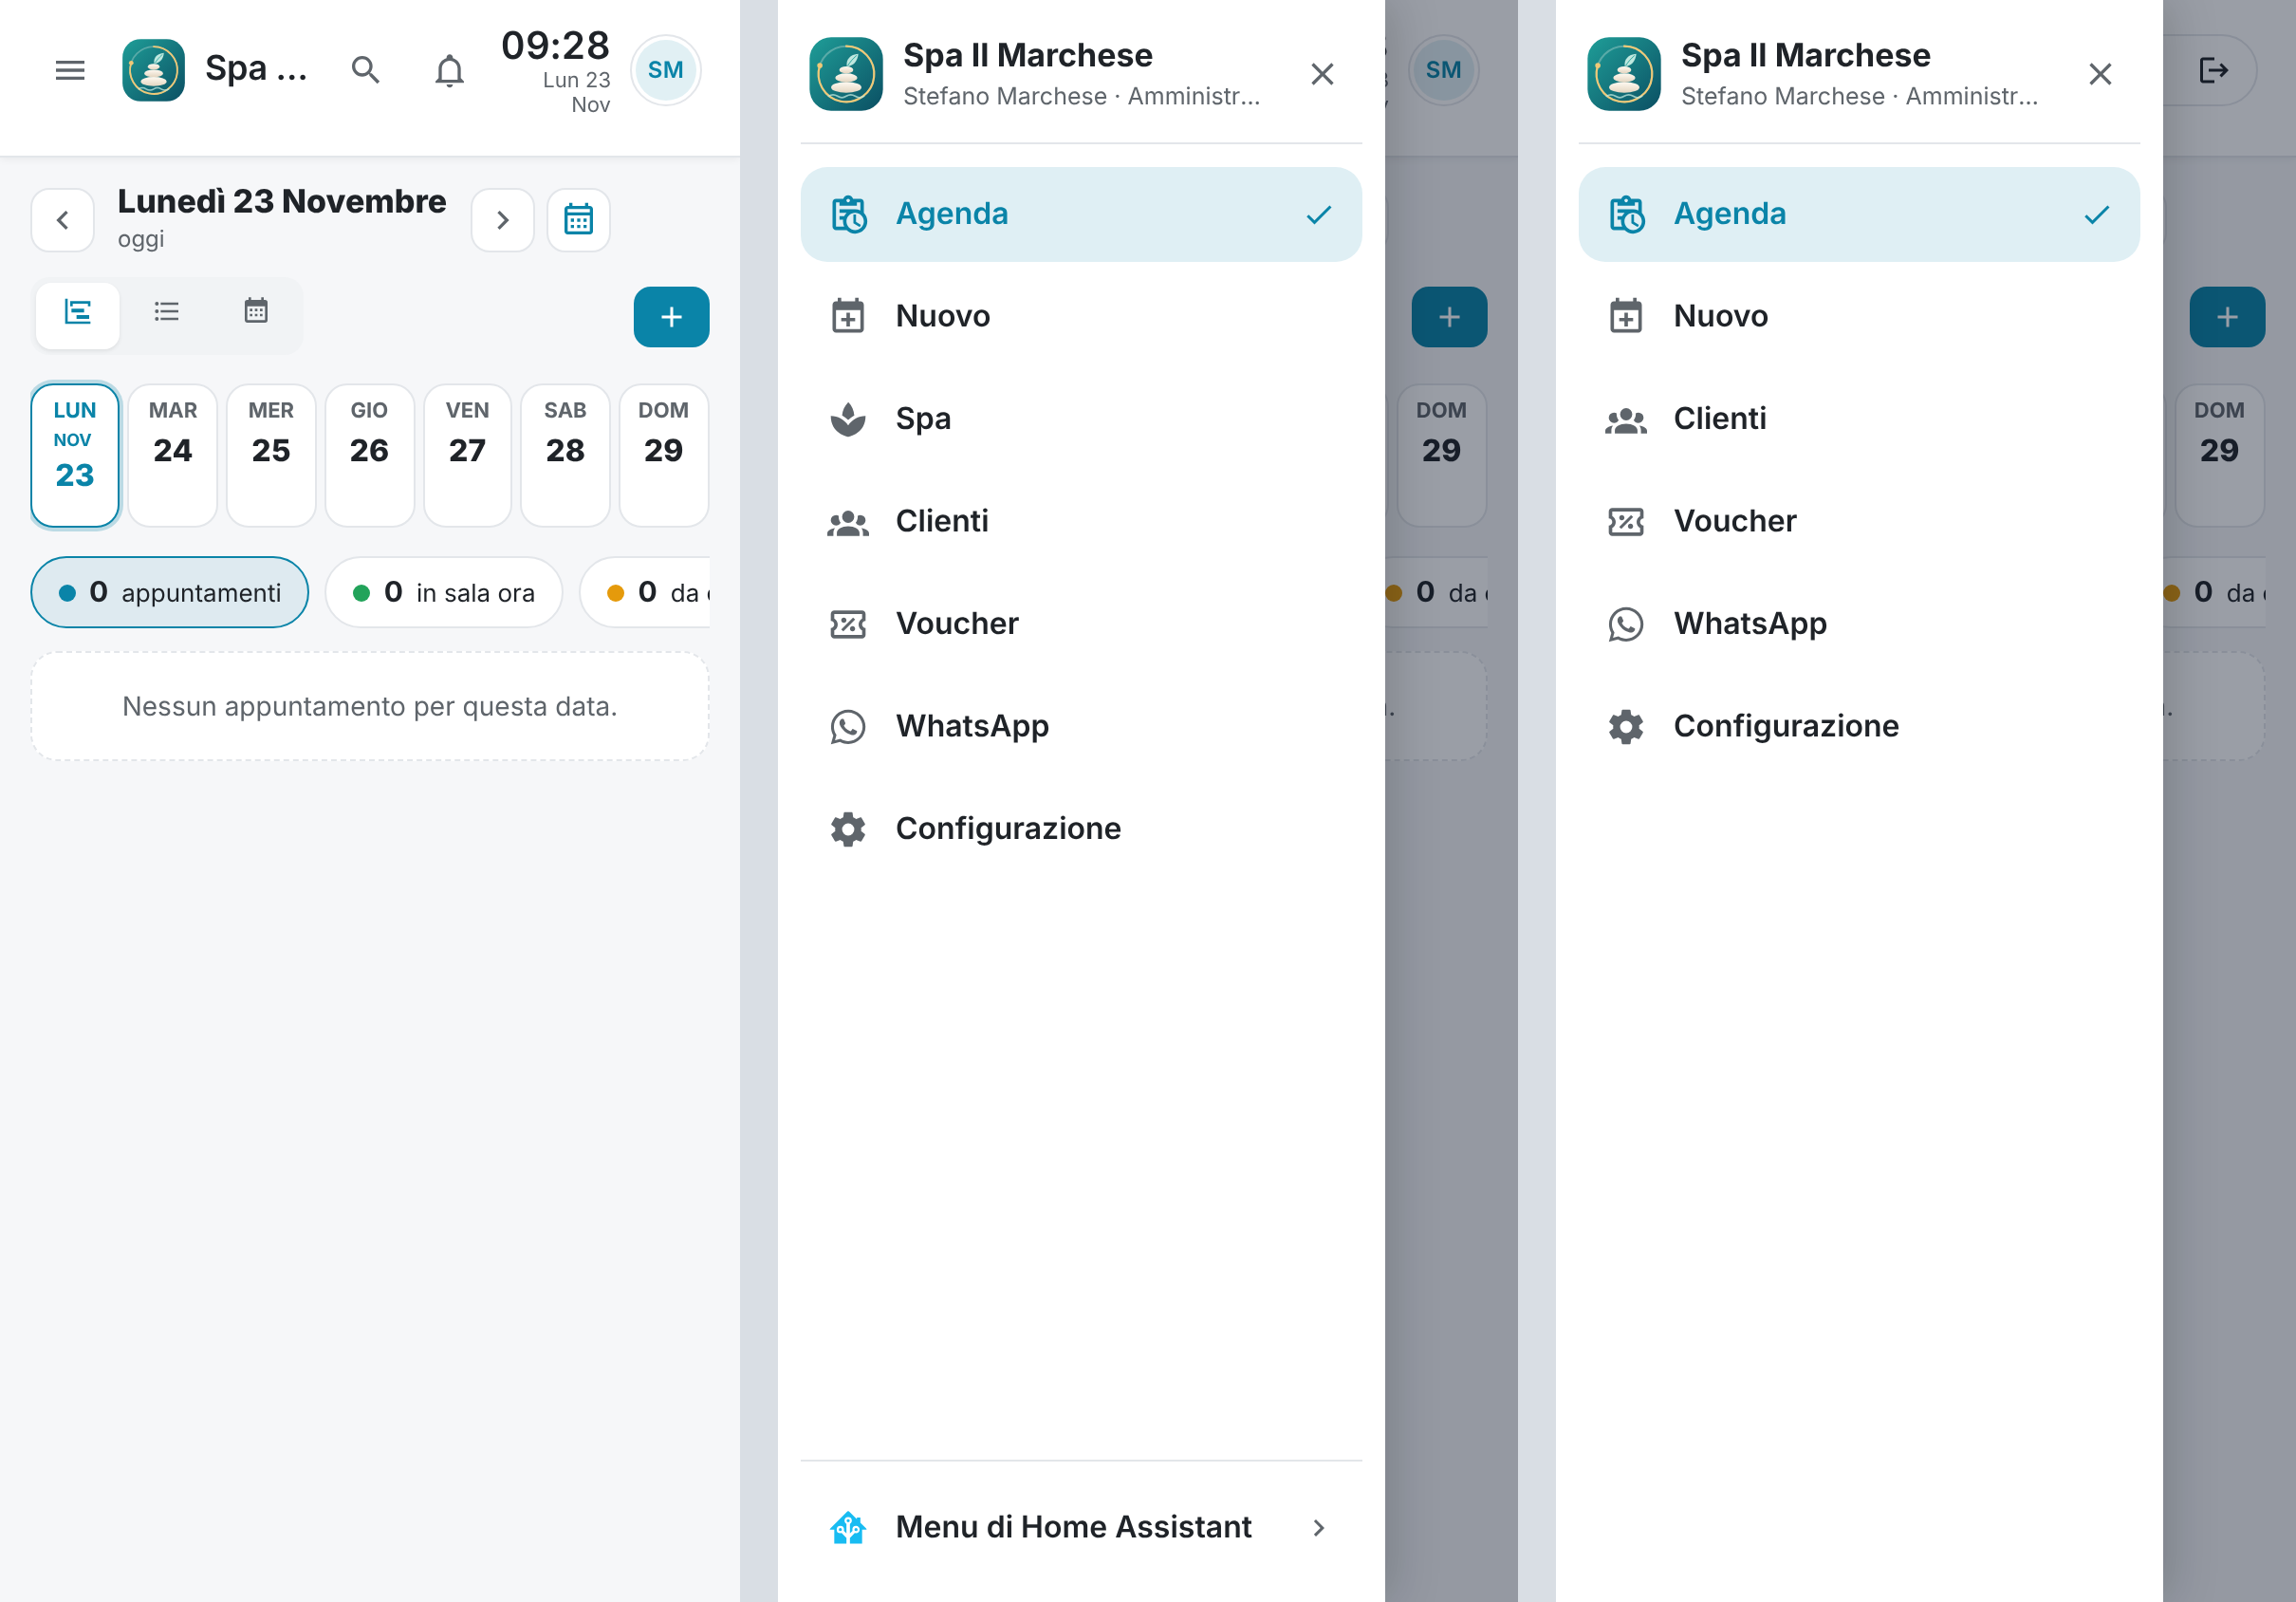 Spa ...
09:28
Lun 23
Nov
SM
Lunedì 23 Novembre
oggi
LUN
NOV
23
MAR
24
MER
25
GIO
26
VEN
27
SAB
28
DOM
29
0 appuntamenti
0 in sala ora
0 da
Nessun appuntamento per questa data.
Spa Il Marchese
Stefano Marchese · Amministr...
Agenda
Nuovo
Spa
Clienti
Voucher
WhatsApp
Configurazione
Menu di Home Assistant
SM
DOM
29
0 da
Spa Il Marchese
Stefano Marchese · Amministr...
Agenda
Nuovo
Clienti
Voucher
WhatsApp
Configurazione
DOM
29
0 da